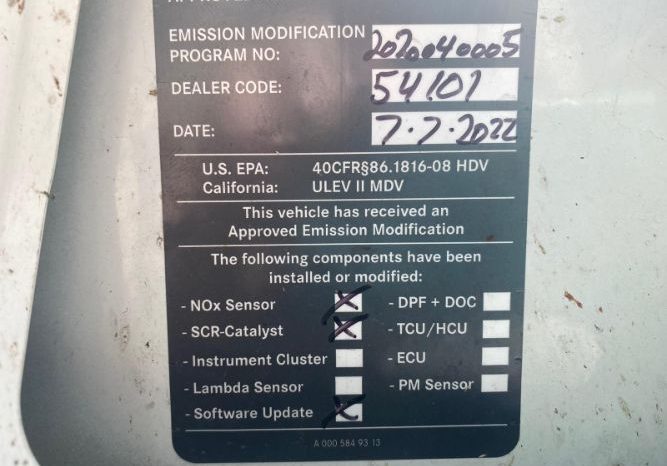 EMISSION MODIFICATION
PROGRAM NO: 2020040005
DEALER CODE: 54101
DATE: 7.7.2022
U.S. EPA: 40CFR§86.1816-08 HDV
California: ULEV II MDV
This vehicle has received an
Approved Emission Modification
The following components have been
installed or modified:
- NOx Sensor X - DPF + DOC
- SCR-Catalyst X - TCU/HCU
- Instrument Cluster - ECU
- Lambda Sensor - PM Sensor
- Software Update X
A 000 584 93 13